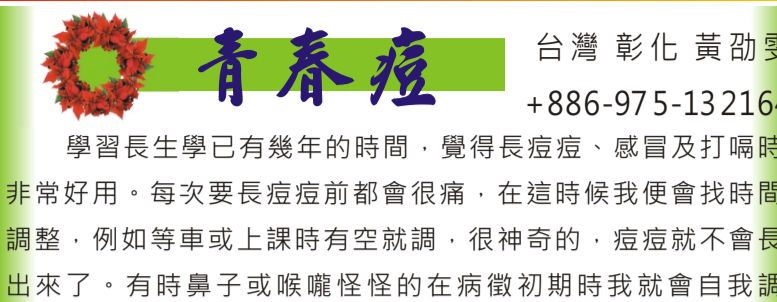 青春痘
台灣 彰化 黃劭雯
+886-975-13216
學習長生學已有幾年的時間，覺得長痘痘、感冒及打嗝時
非常好用。每次要長痘痘前都會很痛，在這時候我便會找時間
調整，例如等車或上課時有空就調，很神奇的，痘痘就不會長
出來了。有時鼻子或喉嚨怪怪的在病徵初期時我就會自我調